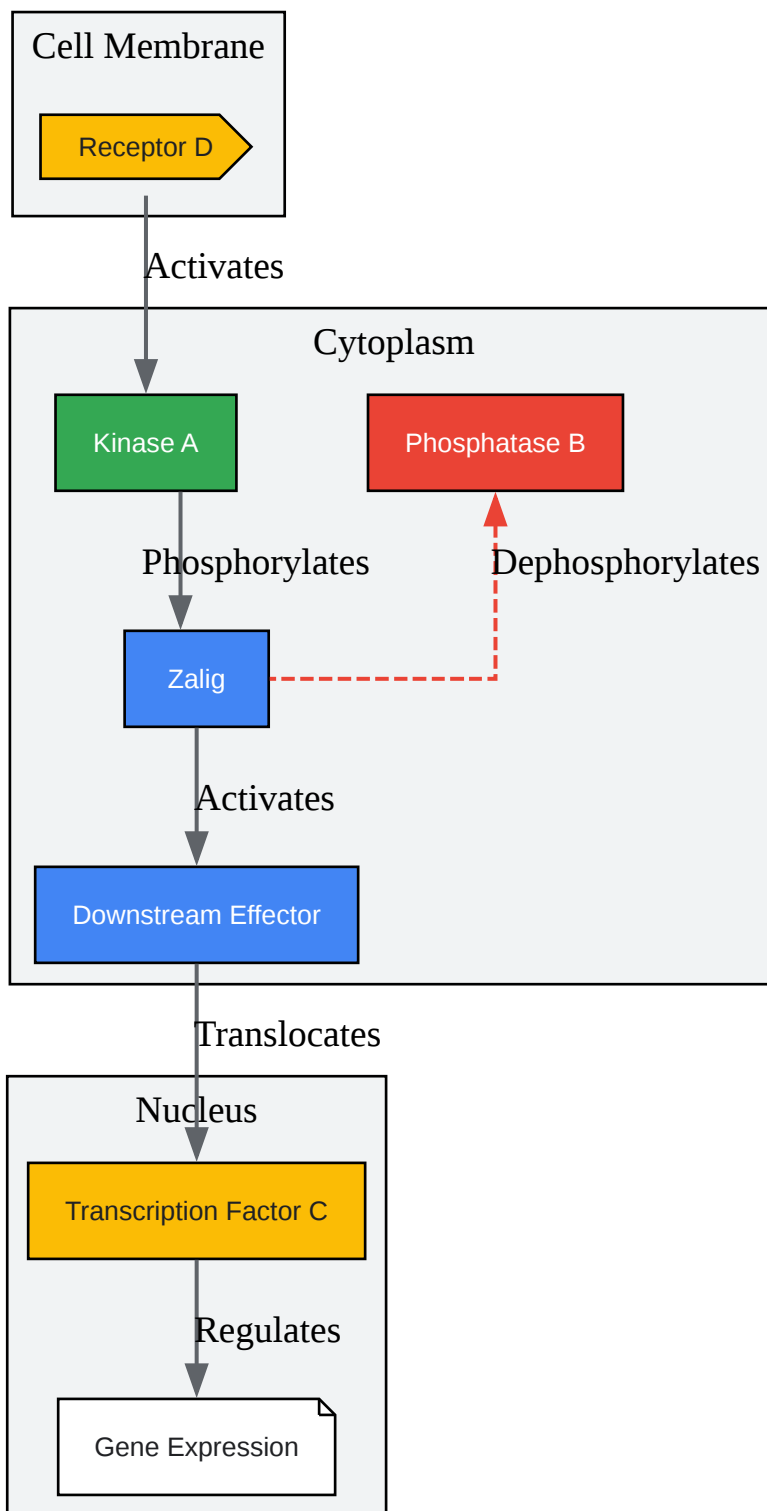 Cell Membrane
Receptor D
Activates
Cytoplasm
Kinase A
Phosphatase B
Phosphorylates
Dephosphorylates
Zalig
Activates
Downstream Effector
Translocates
Nucleus
Transcription Factor C
Regulates
Gene Expression